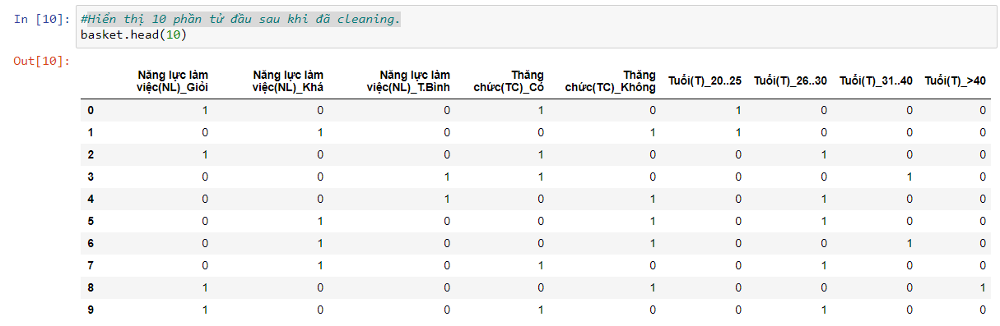 In [10]: #Hiển thị 10 phần tử đầu sau khi đã cleaning.
basket.head(10)
Out[10]:
Năng lực làm việc(NL)_Giỏi Năng lực làm việc(NL)_Khá Năng lực làm việc(NL)_T.Bình Thăng chức(TC)_Có Thăng chức(TC)_Không Tuổi(T)_20..25 Tuổi(T)_26..30 Tuổi(T)_31..40 Tuổi(T)_>40
0 1 0 0 1 0 1 0 0 0
1 0 1 0 0 1 1 0 0 0
2 1 0 0 1 0 0 1 0 0
3 0 0 1 1 0 0 0 1 0
4 0 0 1 0 1 0 1 0 0
5 0 1 0 0 1 0 1 0 0
6 0 1 0 0 1 0 0 1 0
7 0 1 0 1 0 0 1 0 0
8 1 0 0 0 1 0 0 0 1
9 1 0 0 1 0 0 1 0 0